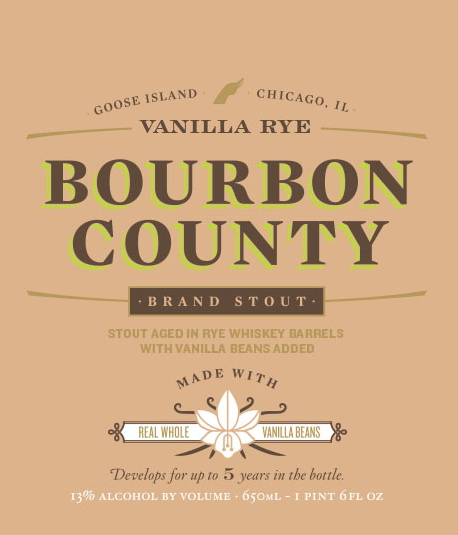 GOOSE ISLAND · CHICAGO, IL
VANILLA RYE
BOURBON
COUNTY
·BRAND STOUT·
STOUT AGED IN RYE WHISKEY BARRELS
WITH VANILLA BEANS ADDED
MADE WITH
REAL WHOLE VANILLA BEANS
Develops for up to 5 years in the bottle.
13% ALCOHOL BY VOLUME · 650ML - 1 PINT 6FL OZ